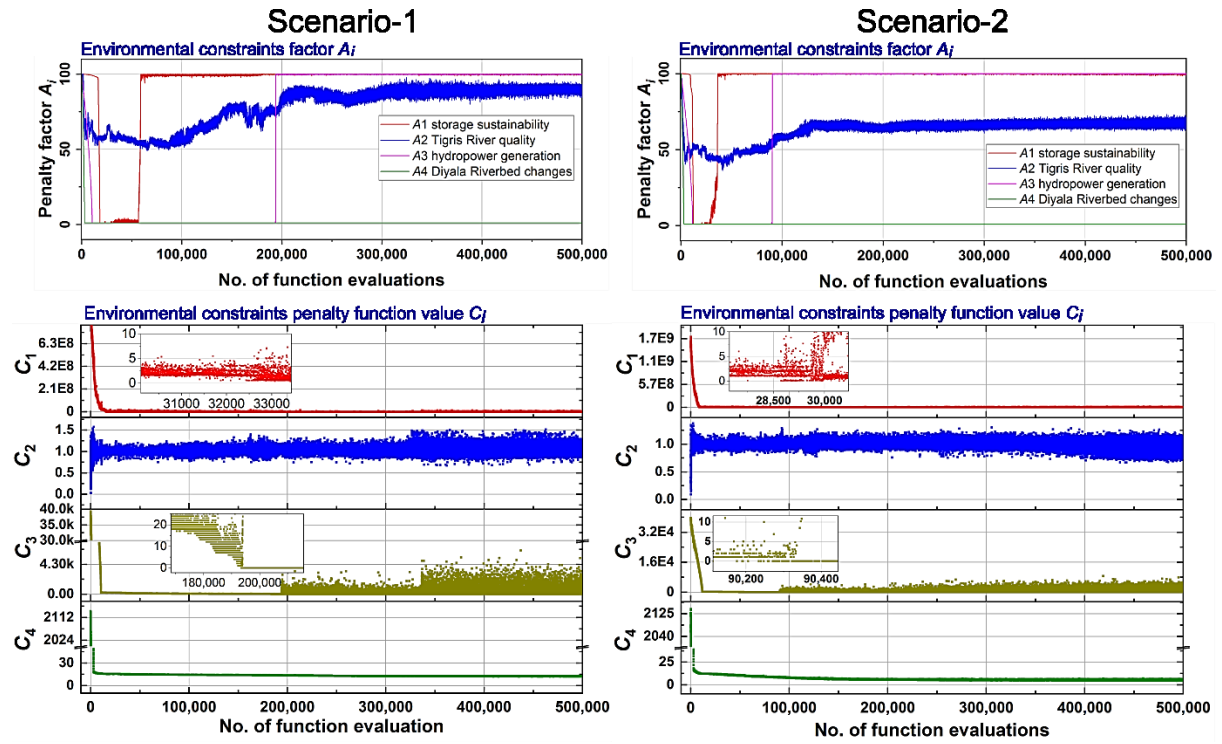 Scenario-1
Scenario-2
Environmental constraints factor Ai
100
50
0
Penalty factor Ai
A1 storage sustainability
A2 Tigris River quality
A3 hydropower generation
A4 Diyala Riverbed changes
0 100,000 200,000 300,000 400,000 500,000
No. of function evaluations
Environmental constraints factor Ai
100
50
0
Penalty factor Ai
A1 storage sustainability
A2 Tigris River quality
A3 hydropower generation
A4 Diyala Riverbed changes
0 100,000 200,000 300,000 400,000 500,000
No. of function evaluations
Environmental constraints penalty function value Ci
C1
6.3E8
4.2E8
2.1E8
0
10
5
0
31000 32000 33000
C2
1.5
1.0
0.5
0.0
C3
40.0k
35.0k
30.0k
4.30
0.00
20
10
0
180,000 200,000
C4
2112
2024
30
0
0 100,000 200,000 300,000 400,000 500,000
No. of function evaluation
Environmental constraints penalty function value Ci
C1
1.7E9
1.1E9
5.7E8
0
10
5
0
28,500 30,000
C2
1.0
0.5
0.0
C3
3.2E4
1.6E4
0
10
5
0
90,200 90,400
C4
2125
2040
25
0
0 100,000 200,000 300,000 400,000 500,000
No. of function evaluations